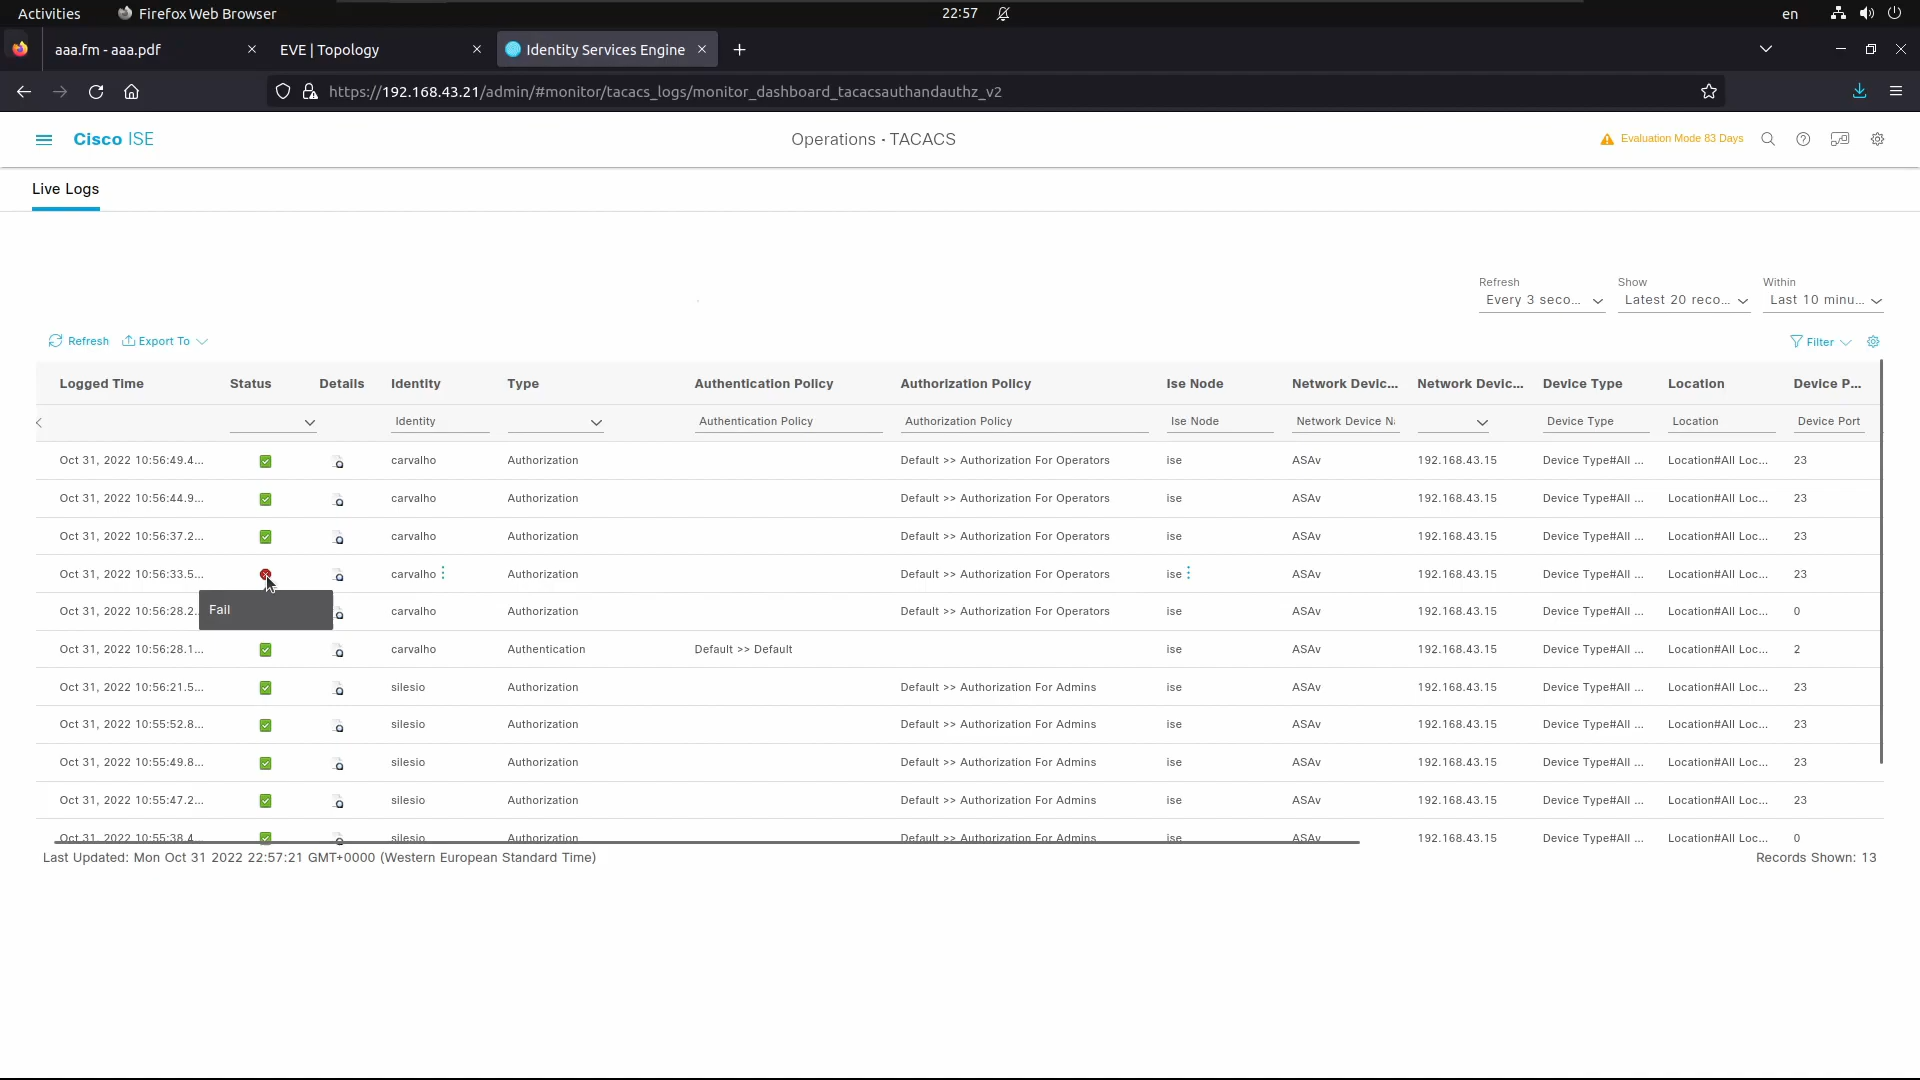 Activities Firefox Web Browser 22:57 en
aaa.fm - aaa.pdf EVE | Topology Identity Services Engine
https://192.168.43.21/admin/#monitor/tacacs_logs/monitor_dashboard_tacacsauthandauthz_v2
Cisco ISE Operations · TACACS Evaluation Mode 83 Days
Live Logs
Refresh Show Within
Every 3 seco... Latest 20 reco... Last 10 minu...
Refresh Export To Filter
Logged Time Status Details Identity Type Authentication Policy Authorization Policy Ise Node Network Devic... Network Devic... Device Type Location Device P...
Identity Authentication Policy Authorization Policy Ise Node Network Device Device Type Location Device Port
Oct 31, 2022 10:56:49.4... carvalho Authorization Default >> Authorization For Operators ise ASAv 192.168.43.15 Device Type#All ... Location#All Loc... 23
Oct 31, 2022 10:56:44.9... carvalho Authorization Default >> Authorization For Operators ise ASAv 192.168.43.15 Device Type#All ... Location#All Loc... 23
Oct 31, 2022 10:56:37.2... carvalho Authorization Default >> Authorization For Operators ise ASAv 192.168.43.15 Device Type#All ... Location#All Loc... 23
Oct 31, 2022 10:56:33.5... carvalho Authorization Default >> Authorization For Operators ise ASAv 192.168.43.15 Device Type#All ... Location#All Loc... 23
Fail
Oct 31, 2022 10:56:28.2. carvalho Authorization Default >> Authorization For Operators ise ASAv 192.168.43.15 Device Type#All ... Location#All Loc... 0
Oct 31, 2022 10:56:28.1... carvalho Authentication Default >> Default ise ASAv 192.168.43.15 Device Type#All ... Location#All Loc... 2
Oct 31, 2022 10:56:21.5... silesio Authorization Default >> Authorization For Admins ise ASAv 192.168.43.15 Device Type#All ... Location#All Loc... 23
Oct 31, 2022 10:55:52.8... silesio Authorization Default >> Authorization For Admins ise ASAv 192.168.43.15 Device Type#All ... Location#All Loc... 23
Oct 31, 2022 10:55:49.8... silesio Authorization Default >> Authorization For Admins ise ASAv 192.168.43.15 Device Type#All ... Location#All Loc... 23
Oct 31, 2022 10:55:47.2... silesio Authorization Default >> Authorization For Admins ise ASAv 192.168.43.15 Device Type#All ... Location#All Loc... 23
Oct 31, 2022 10:55:38.4... silesio Authorization Default >> Authorization For Admins ise ASAv 192.168.43.15 Device Type#All ... Location#All Loc... 0
Last Updated: Mon Oct 31 2022 22:57:21 GMT+0000 (Western European Standard Time) Records Shown: 13